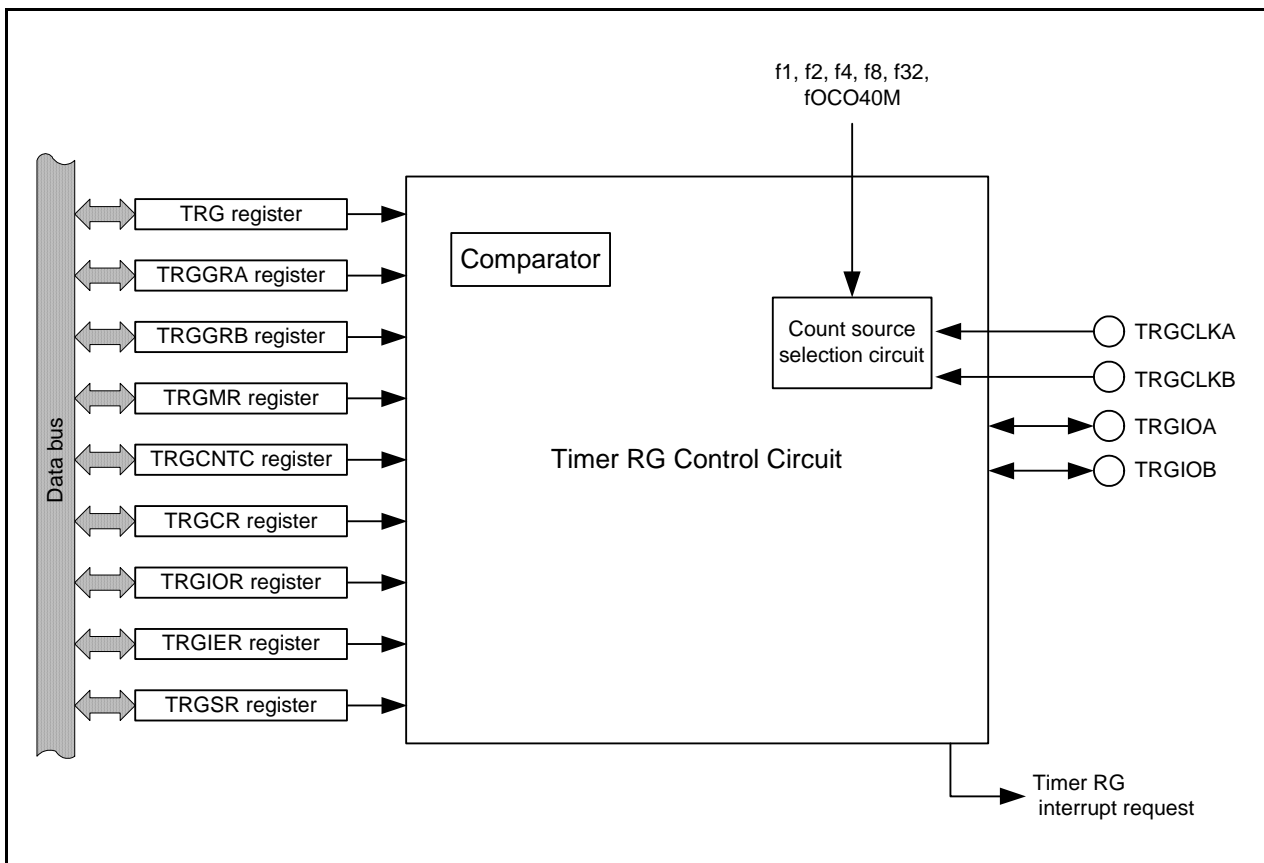 f1, f2, f4, f8, f32,
fOCO40M
Data bus
TRG register
TRGGRA register
TRGGRB register
TRGMR register
TRGCNTC register
TRGCR register
TRGIOR register
TRGIER register
TRGSR register
Comparator
Count source
selection circuit
Timer RG Control Circuit
TRGCLKA
TRGCLKB
TRGIOA
TRGIOB
Timer RG
interrupt request